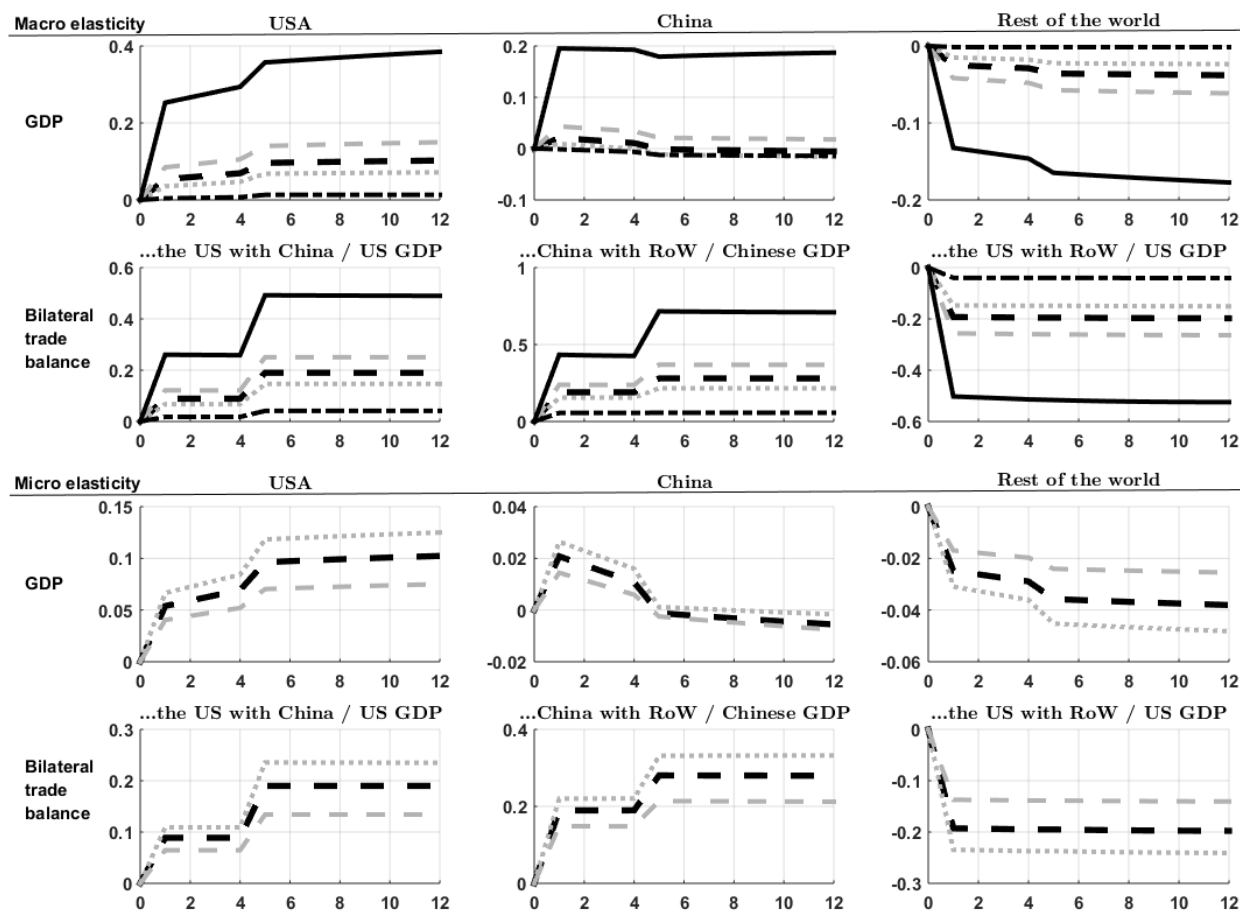 Macro elasticity USA China Rest of the world
GDP
0.4 0.2 0
0.2 0.1 -0.1
0 0 -0.2
-0.1
0 2 4 6 8 10 12 0 2 4 6 8 10 12 0 2 4 6 8 10 12
...the US with China / US GDP ...China with RoW / Chinese GDP ...the US with RoW / US GDP
Bilateral
trade
balance
0.6 1 0
0.4 0.5 -0.2
0.2 0 -0.4
0 -0.6
0 2 4 6 8 10 12 0 2 4 6 8 10 12 0 2 4 6 8 10 12
Micro elasticity USA China Rest of the world
GDP
0.15 0.04 0
0.1 0.02 -0.02
0.05 0 -0.04
0 -0.02 -0.06
0 2 4 6 8 10 12 0 2 4 6 8 10 12 0 2 4 6 8 10 12
...the US with China / US GDP ...China with RoW / Chinese GDP ...the US with RoW / US GDP
Bilateral
trade
balance
0.3 0.4 0
0.2 0.2 -0.1
0.1 0 -0.2
0 -0.3
0 2 4 6 8 10 12 0 2 4 6 8 10 12 0 2 4 6 8 10 12